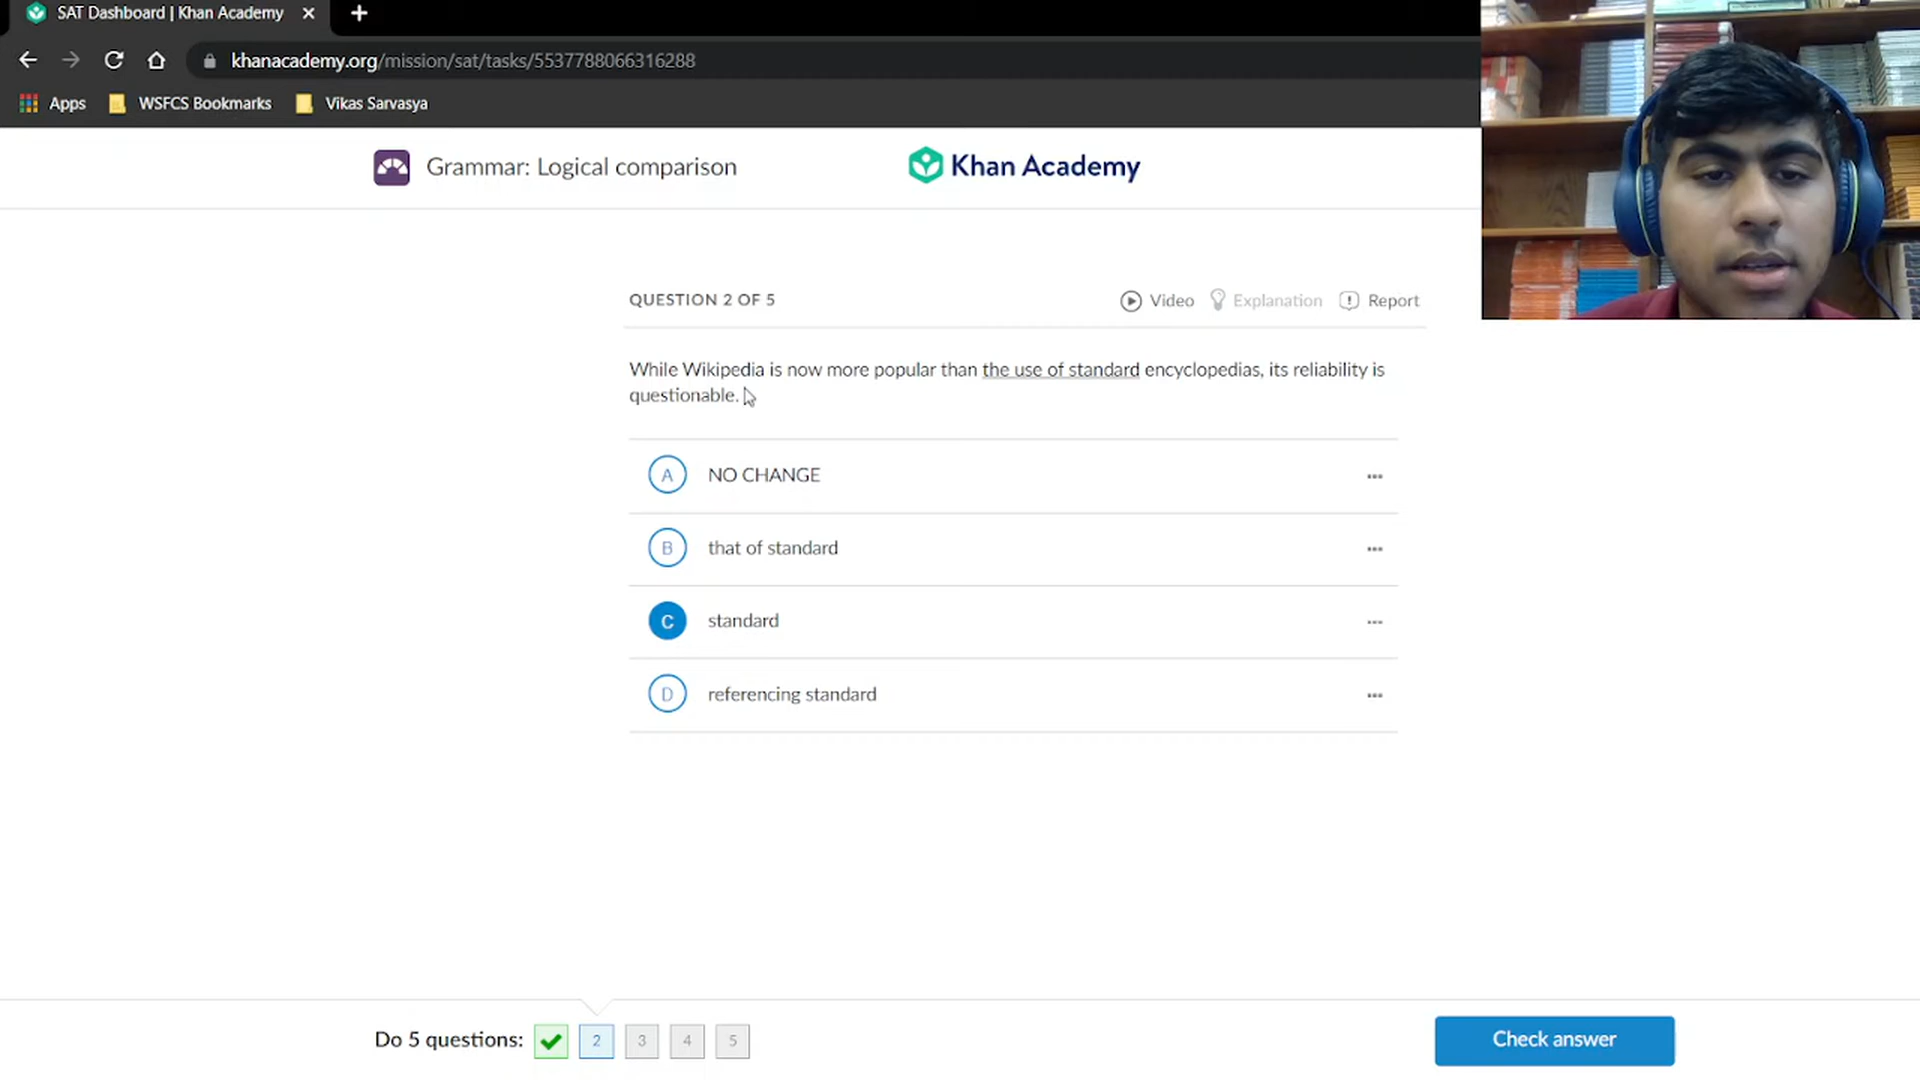 SAT Dashboard | Khan Academy
khanacademy.org/mission/sat/tasks/5537788066316288
Apps WSFCS Bookmarks Vikas Sarvasya
Grammar: Logical comparison
Khan Academy
QUESTION 2 OF 5
Video Explanation Report
While Wikipedia is now more popular than the use of standard encyclopedias, its reliability is
questionable.
A NO CHANGE
B that of standard
C standard
D referencing standard
Do 5 questions: 2 3 4 5
Check answer